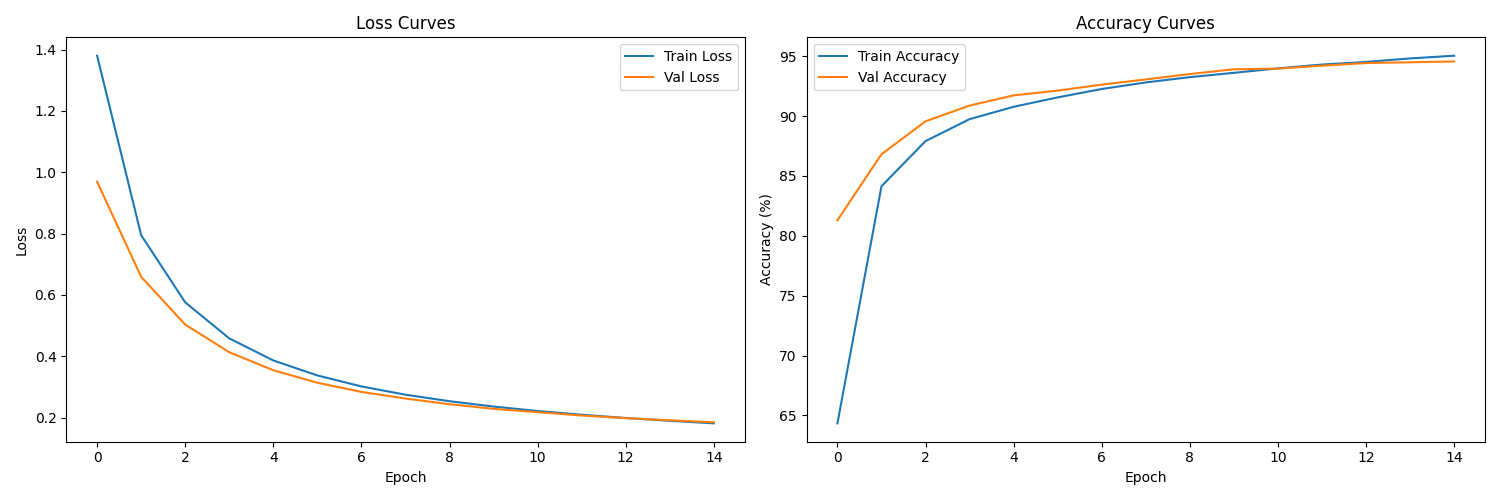 Loss Curves
1.4
1.2
1.0
0.8
0.6
0.4
0.2
Loss
0 2 4 6 8 10 12 14
Epoch
Train Loss
Val Loss
Accuracy Curves
95
90
85
80
75
70
65
Accuracy (%)
0 2 4 6 8 10 12 14
Epoch
Train Accuracy
Val Accuracy